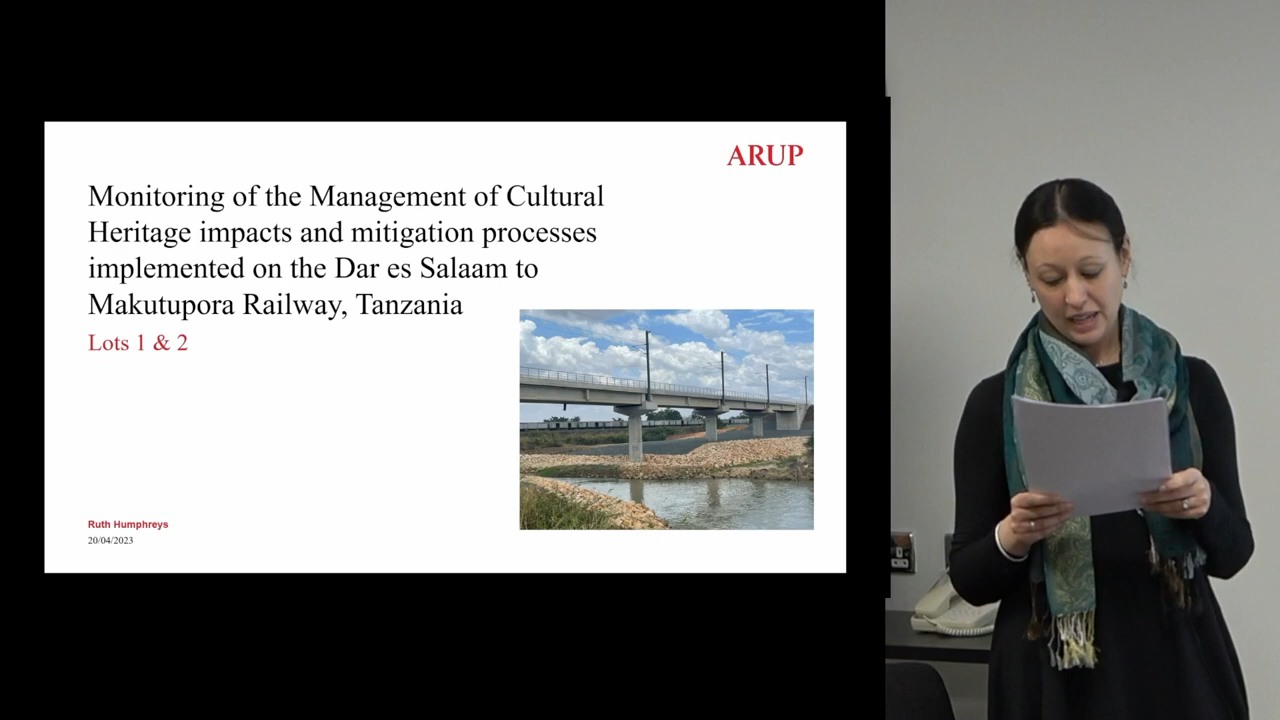 ARUP
Monitoring of the Management of Cultural
Heritage impacts and mitigation processes
implemented on the Dar es Salaam to
Makutupora Railway, Tanzania
Lots 1 & 2
Ruth Humphreys
20/04/2023